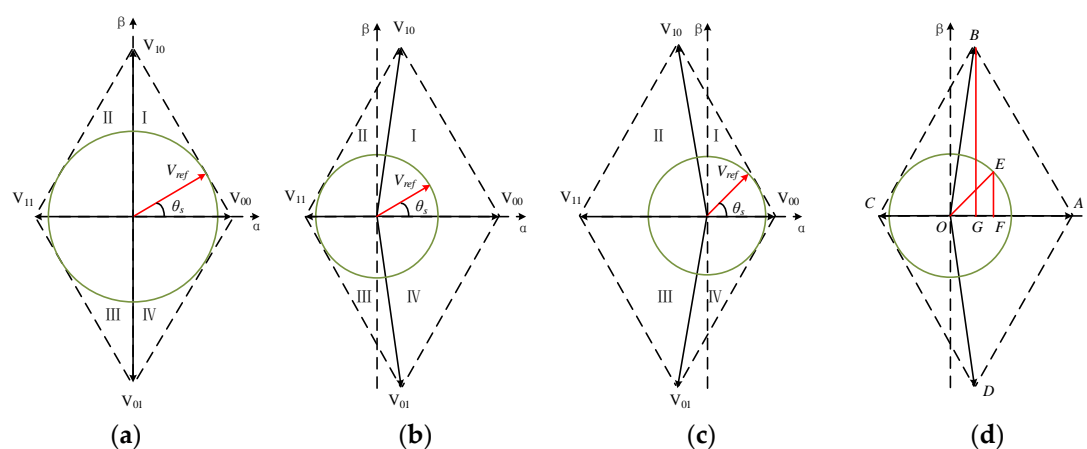 β
V10
Ⅱ Ⅰ
Vref
θs
V11 V00
α
Ⅲ Ⅳ
V01
(a)
β
V10
Ⅱ Ⅰ
Vref
θs
V11 V00
α
Ⅲ Ⅳ
V01
(b)
V10
β
Ⅱ Ⅰ
Vref
θs
V11 V00
α
Ⅲ Ⅳ
V01
(c)
β
B
E
C A
O G F α
D
(d)